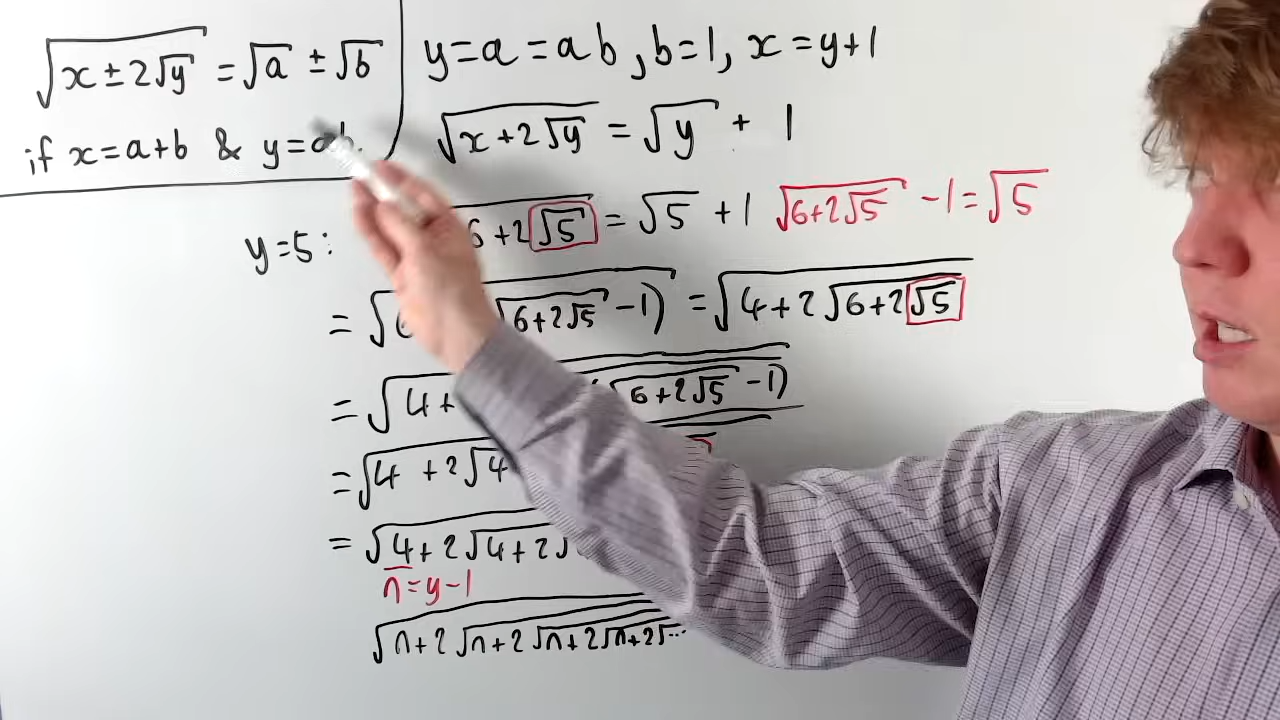 √(x±2√y) = √a ± √b
if x=a+b & y=ab.
y=a=ab, b=1, x=y+1
√(x+2√y) = √y + 1
y=5: 6+2√5 = √5 +1 √(6+2√5) -1=√5
= √ √(6+2√5) -1) = √(4+2√(6+2√5))
= √4+ √(6+2√5) -1)
= √4 +2√4
= √4+2√4+2√
n=y-1
√n+2√n+2√n+2√n+2√...